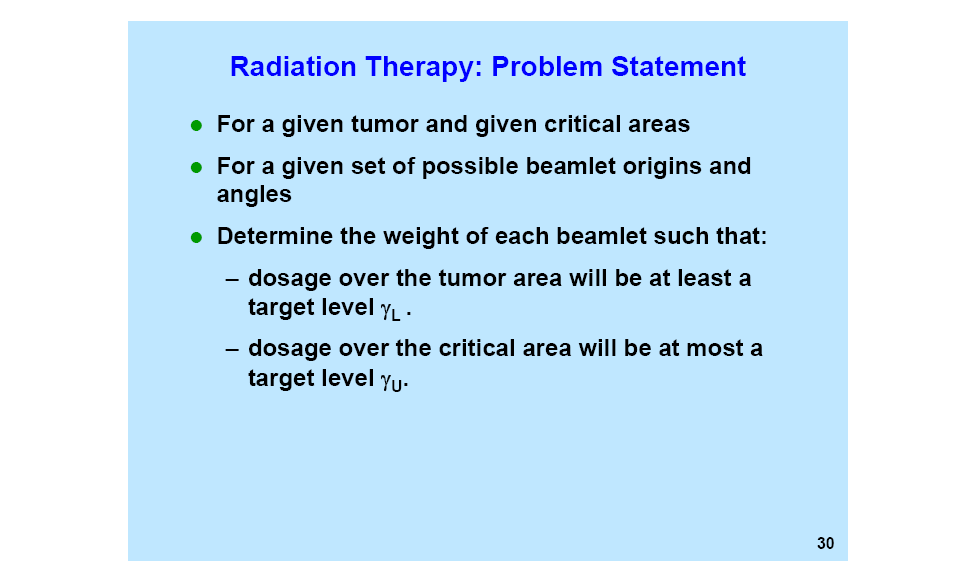 Radiation Therapy: Problem Statement
● For a given tumor and given critical areas
● For a given set of possible beamlet origins and
angles
● Determine the weight of each beamlet such that:
– dosage over the tumor area will be at least a
target level γL .
– dosage over the critical area will be at most a
target level γU.
30